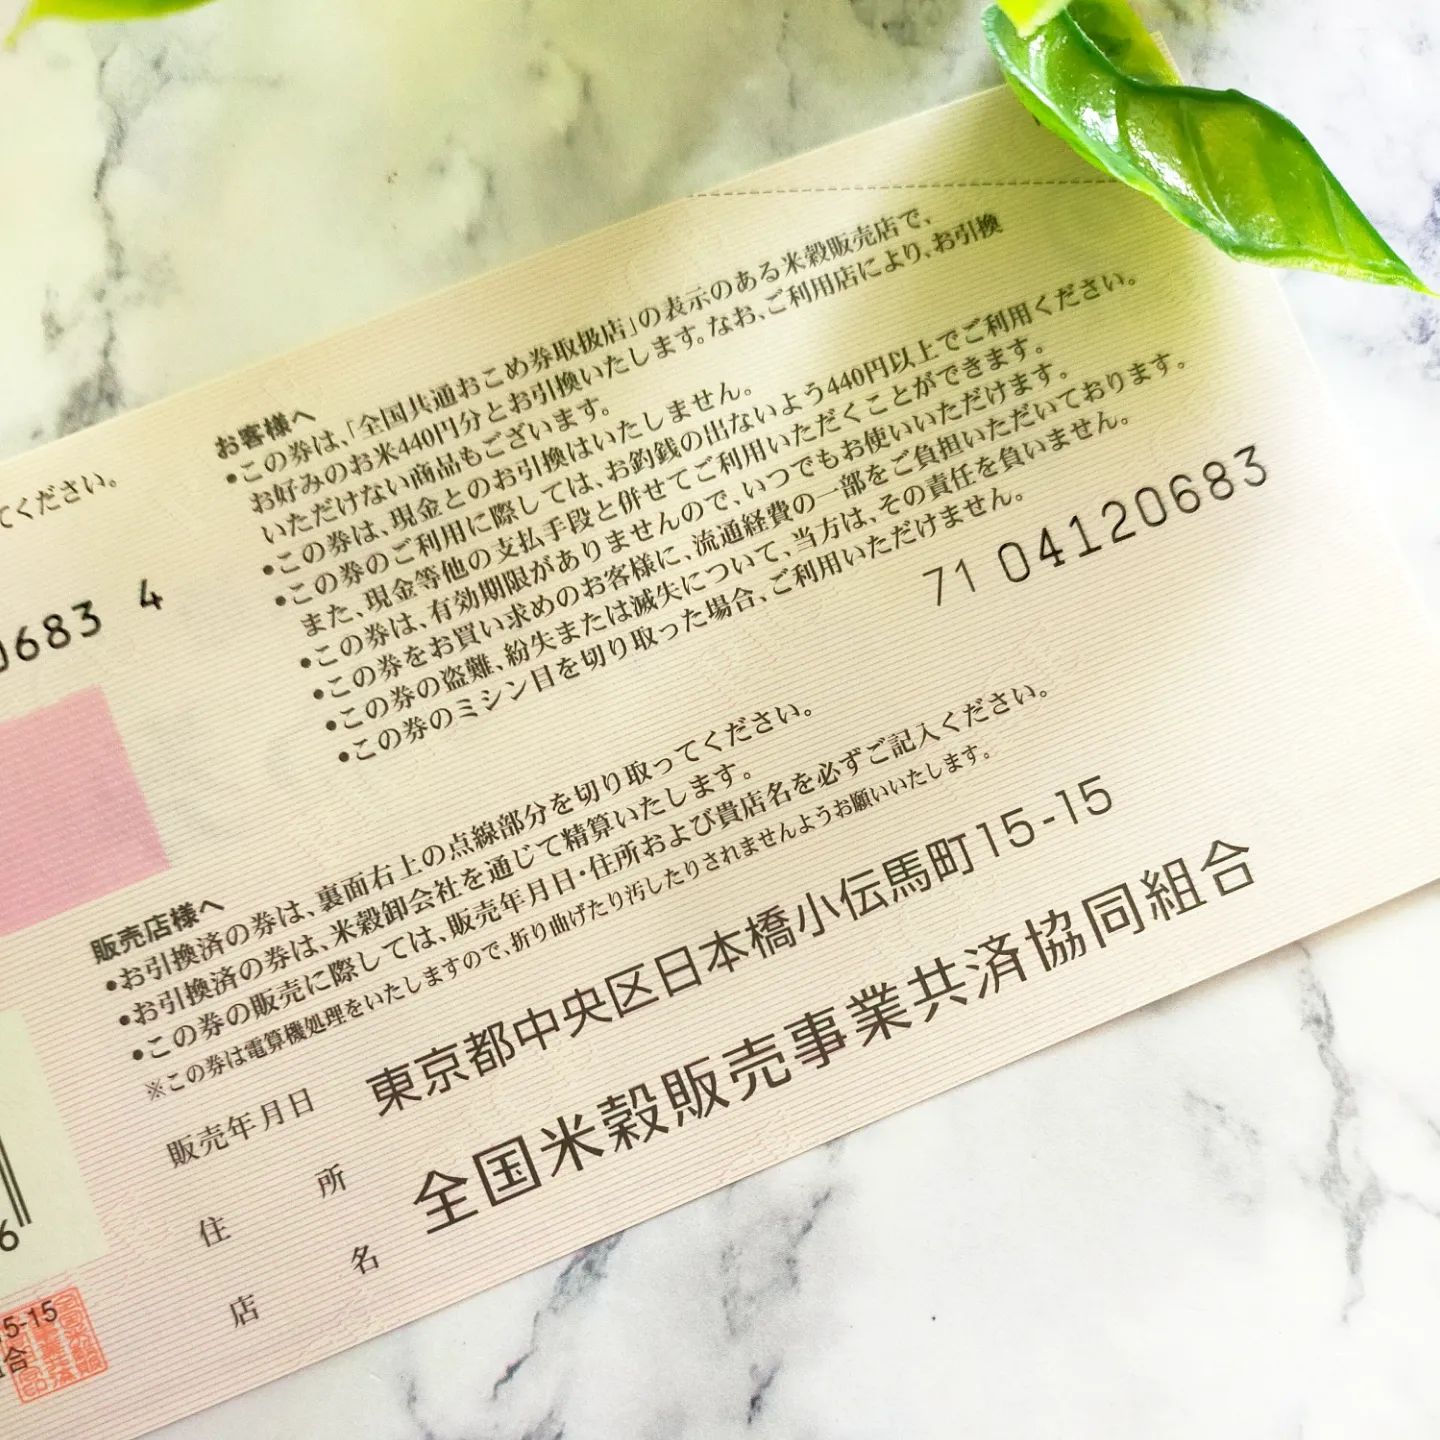 お客様へ
●この券は、「全国共通おこめ券取扱店」の表示のある米穀販売店で、
お好みのお米440円分とお引換いたします。なお、ご利用店により、お引換
いただけない商品もございます。
●この券は、現金とのお引換はいたしません。
●この券のご利用に際しては、お釣銭の出ないよう440円以上でご利用ください。
また、現金等他の支払手段と併せてご利用いただくことができます。
●この券は、有効期限がありませんので、いつでもお使いいただけます。
●この券をお買い求めのお客様に、流通経費の一部をご負担いただいております。
●この券の盗難、紛失または滅失について、当方は、その責任を負いません。
●この券のミシン目を切り取った場合、ご利用いただけません。
71 04120683
てください。
0683 4
販売店様へ
●お引換済の券は、裏面右上の点線部分を切り取ってください。
●お引換済の券は、米穀卸会社を通じて精算いたします。
●この券の販売に際しては、販売年月日・住所および貴店名を必ずご記入ください。
※この券は電算機処理をいたしますので、折り曲げたり汚したりされませんようお願いいたします。
販売年月日
住所
店名
東京都中央区日本橋小伝馬町15-15
全国米穀販売事業共済協同組合
6
5-15
合